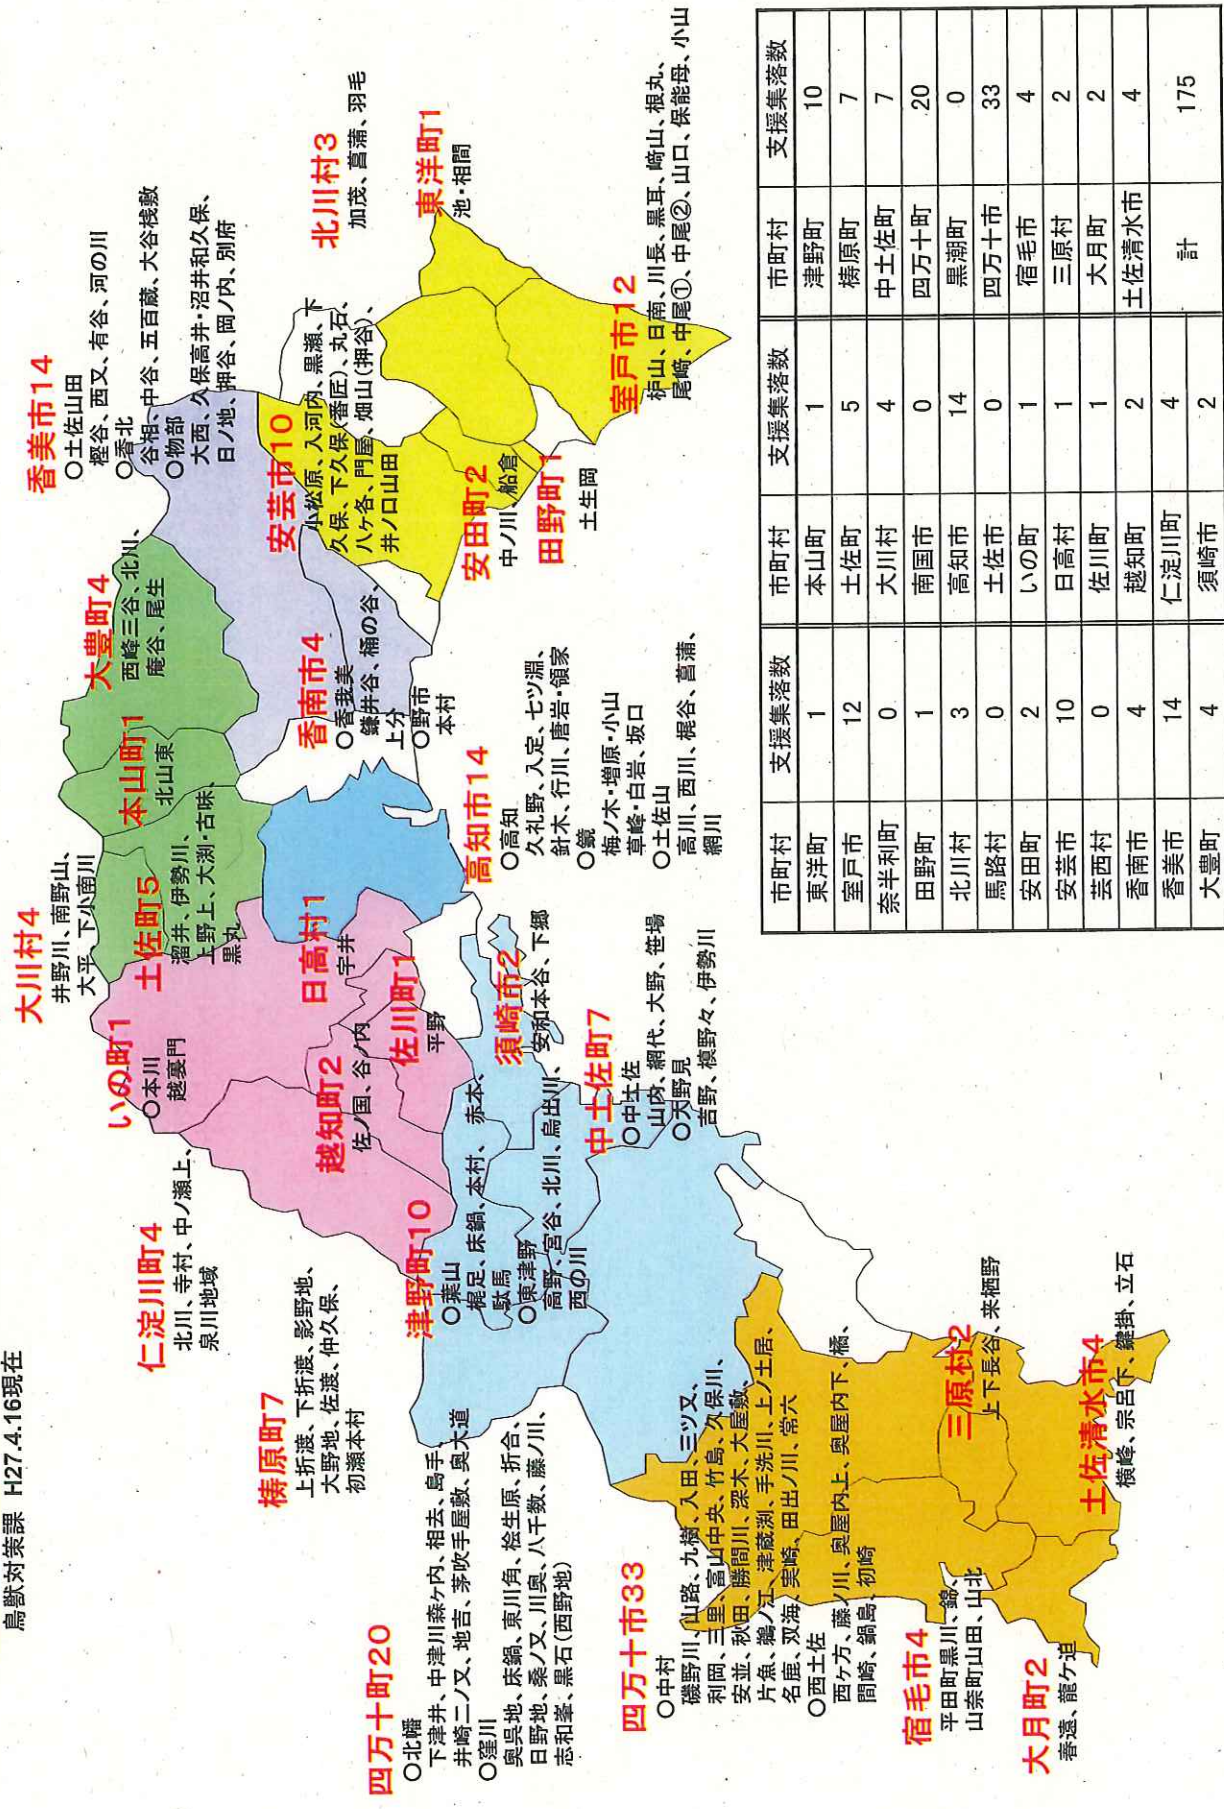 鳥獣対策課 H27.4.16現在
大川村4
井野川、南野山、
大平、下小南川
いの町1
○本川
越裏門
仁淀川町4
北川、寺村、中ノ瀬上、
泉川地域
梼原町7
上折渡、下折渡、影野地、
大野地、佐渡、仲久保、
初瀬本村
土佐町5
溜井、伊勢川、
上野上、大渕・古味、
黒丸
本山町1
北山東
大豊町4
西峰三谷、北川、
庵谷、尾生
香美市14
○土佐山田
樫谷、西又、有谷、河の川
○香北
谷相、中谷、五百蔵、大谷桟敷
○物部
大西、久保高井・沼井和久保、
日ノ地、押谷、岡ノ内、別府
香南市4
○香我美
鎌井谷、桶の谷、
上分
○野市
本村
安芸市10
小松原、入河内、黒瀬、下
久保、下久保(番匠)、丸石、
八ケ各、門屋、畑山(押谷)、
井ノ口山田
北川村3
加茂、菖蒲、羽毛
東洋町1
池・相間
室戸市12
枦山、日南、川長、黒耳、崎山、根丸、
尾崎、中尾①、中尾②、山口、保能母、小山
安田町2
中ノ川、船倉
田野町1
土生岡
高知市14
○高知
久礼野、入定、七ツ淵、
針木、行川、唐岩・領家
○鏡
梅ノ木・増原・小山
草峰・白岩、坂口
○土佐山
高川、西川、梶谷、菖蒲、
網川
日高村1
宇井
佐川町1
平野
越知町2
佐ノ国、谷ノ内
須崎市2
安和本谷、下郷
中土佐町7
○中土佐
山内、網代、大野、笹場
○大野見
吉野、槙野々、伊勢川
津野町10
○葉山
梶足、床鍋、本村、赤木、
駄馬
○東津野
高野、宮谷、北川、烏出川、
西の川
四万十町20
○北幡
下津井、中津川森ケ内、相去、島手、
井崎二ノ又、地吉、茅吹手屋敷、奥大道
○窪川
奥呉地、床鍋、東川角、桧生原、折合、
日野地、桑ノ又、川奥、八千数、藤ノ川、
志和峯、黒石(西野地)
四万十市33
○中村
磯野川、山路、九樹、入田、三ツ又、
利岡、三里、富山中央、竹島、久保川、
安並、秋田、勝間川、深木、大屋敷、
片魚、鵜ノ江、津蔵渕、手洗川、上ノ土居、
名鹿、双海、実崎、田出ノ川、常六
○西土佐
西ケ方、藤ノ川、奥屋内上、奥屋内下、橘、
間崎、鍋島、初崎
宿毛市4
平田町黒川、錦、
山奈町山田、山北
大月町2
春遠、龍ケ迫
三原村2
上下長谷、来栖野
土佐清水市4
横峰、宗呂下、鍵掛、立石
市町村 支援集落数 市町村 支援集落数 市町村 支援集落数
東洋町 1 本山町 1 津野町 10
室戸市 12 土佐町 5 梼原町 7
奈半利町 0 大川村 4 中土佐町 7
田野町 1 南国市 0 四万十町 20
北川村 3 高知市 14 黒潮町 0
馬路村 0 土佐市 0 四万十市 33
安田町 2 いの町 1 宿毛市 4
安芸市 10 日高村 1 三原村 2
芸西村 0 佐川町 1 大月町 2
香南市 4 越知町 2 土佐清水市 4
香美市 14 仁淀川町 4 計 175
大豊町 4 須崎市 2